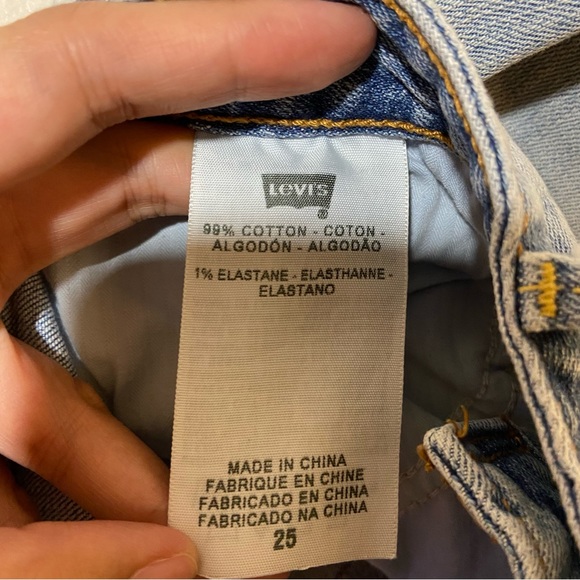 Levi's
®
99% COTTON - COTON -
ALGODÓN - ALGODÃO
1% ELASTANE - ELASTHANNE -
ELASTANO
MADE IN CHINA
FABRIQUE EN CHINE
FABRICADO EN CHINA
FABRICADO NA CHINA
25